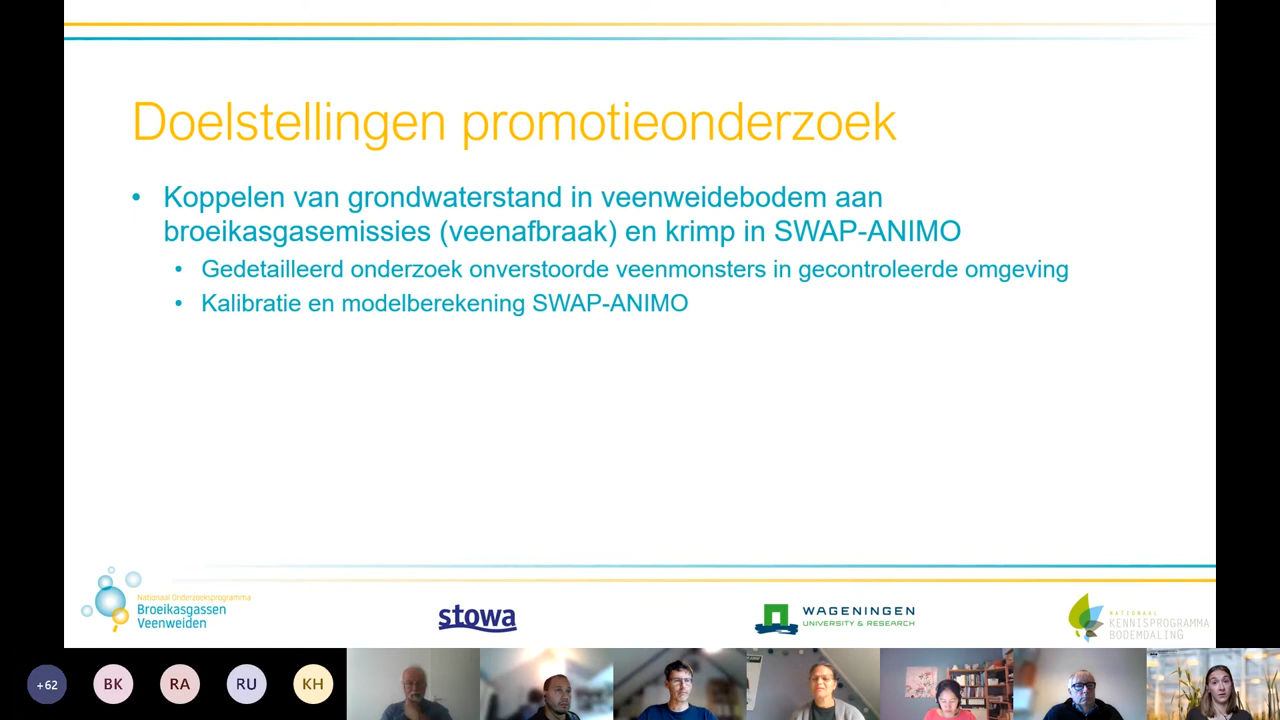 Doelstellingen promotieonderzoek
• Koppelen van grondwaterstand in veenweidebodem aan
broeikasgasemissies (veenafbraak) en krimp in SWAP-ANIMO
• Gedetailleerd onderzoek onverstoorde veenmonsters in gecontroleerde omgeving
• Kalibratie en modelberekening SWAP-ANIMO
Nationaal Onderzoeksprogramma
Broeikasgassen
Veenweiden
stowa
WAGENINGEN
UNIVERSITY & RESEARCH
NATIONAAL
KENNISPROGRAMMA
BODEMDALING
+62
BK
RA
RU
KH